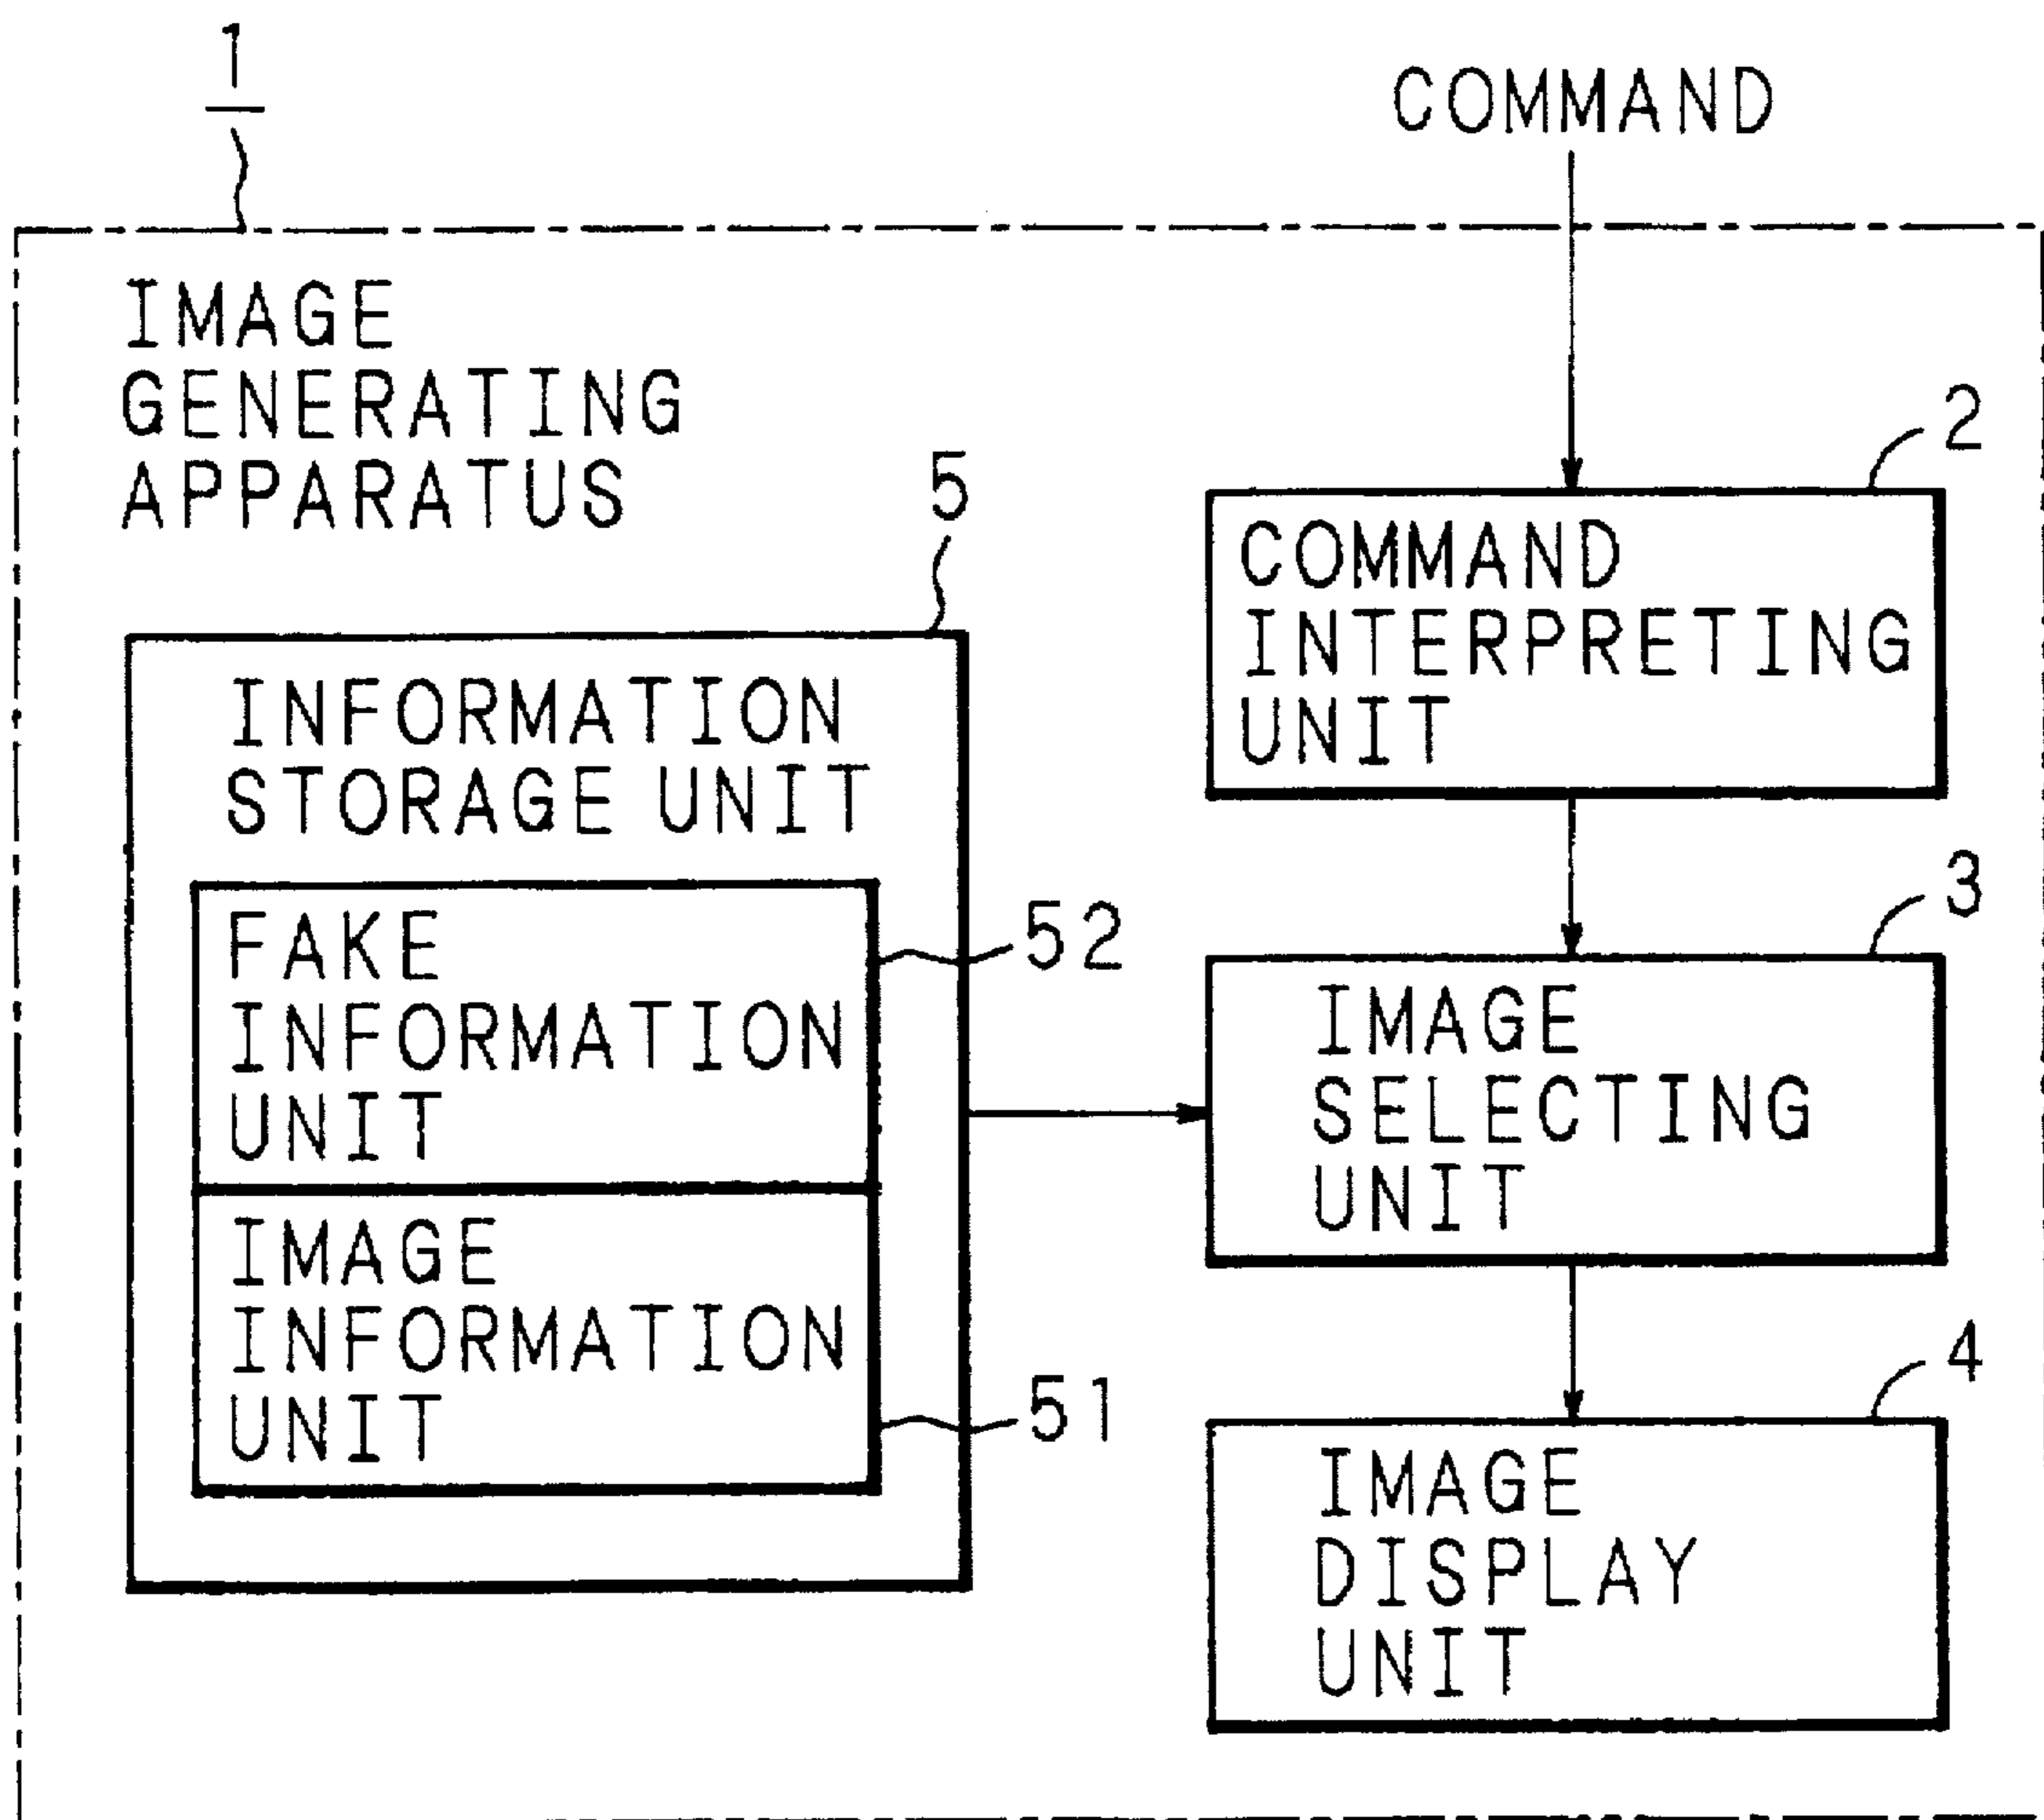 1
COMMAND
IMAGE
GENERATING
APPARATUS
5
INFORMATION
STORAGE UNIT
FAKE
INFORMATION
UNIT
52
IMAGE
INFORMATION
UNIT
51
2
COMMAND
INTERPRETING
UNIT
3
IMAGE
SELECTING
UNIT
4
IMAGE
DISPLAY
UNIT